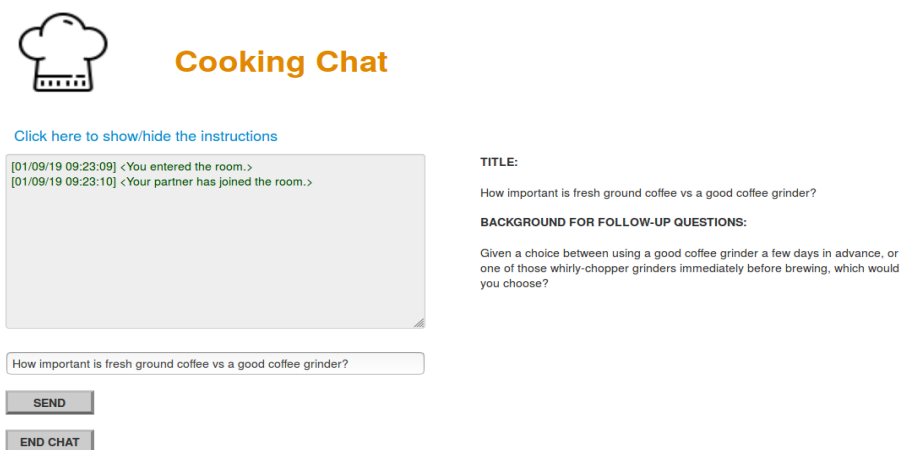 Cooking Chat
Click here to show/hide the instructions
[01/09/19 09:23:09] <You entered the room.>
[01/09/19 09:23:10] <Your partner has joined the room.>
How important is fresh ground coffee vs a good coffee grinder?
SEND
END CHAT
TITLE:
How important is fresh ground coffee vs a good coffee grinder?
BACKGROUND FOR FOLLOW-UP QUESTIONS:
Given a choice between using a good coffee grinder a few days in advance, or
one of those whirly-chopper grinders immediately before brewing, which would
you choose?